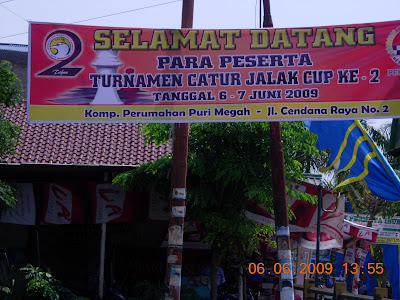 SELAMAT DATANG
PARA PESERTA
2 TURNAMEN CATUR JALAK CUP KE - 2
TANGGAL 6 - 7 JUNI 2009
Komp. Perumahan Puri Megah - Jl. Cendana Raya No. 2
06.06.2009 13:55